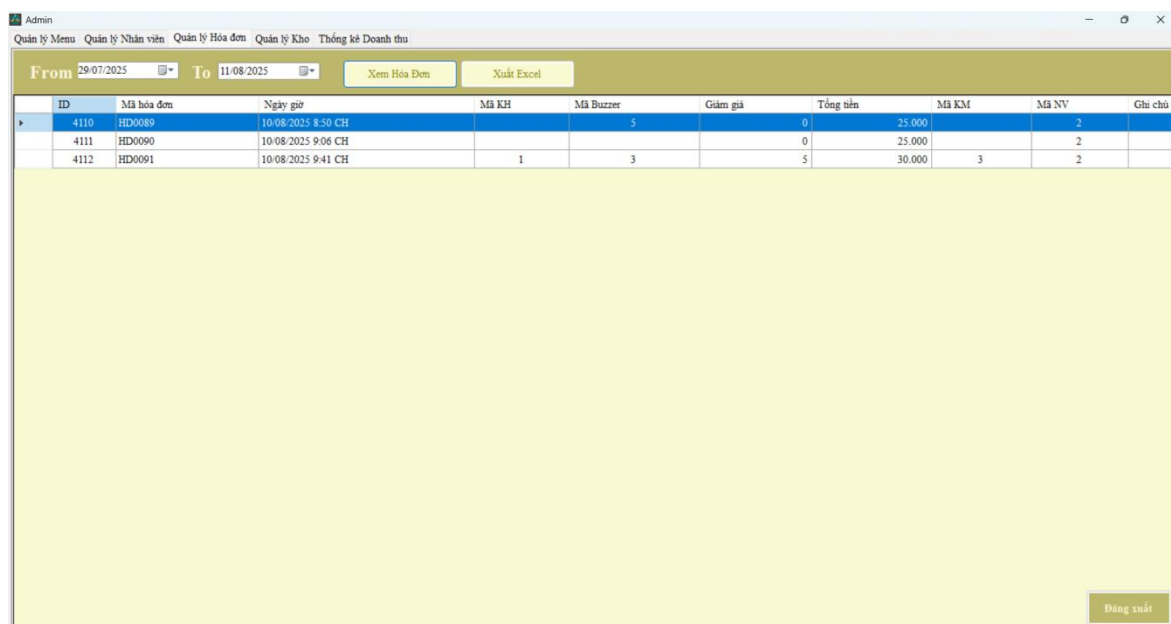 Admin
Quản lý Menu Quản lý Nhân viên Quản lý Hóa đơn Quản lý Kho Thống kê Doanh thu
From 29/07/2025 To 11/08/2025 Xem Hóa Đơn Xuất Excel
ID Mã hóa đơn Ngày giờ Mã KH Mã Buzzer Giảm giá Tổng tiền Mã KM Mã NV Ghi chú
4110 HD0089 10/08/2025 8:50 CH 5 0 25.000 2
4111 HD0090 10/08/2025 9:06 CH 0 25.000 2
4112 HD0091 10/08/2025 9:41 CH 1 3 5 30.000 3 2
Đăng xuất